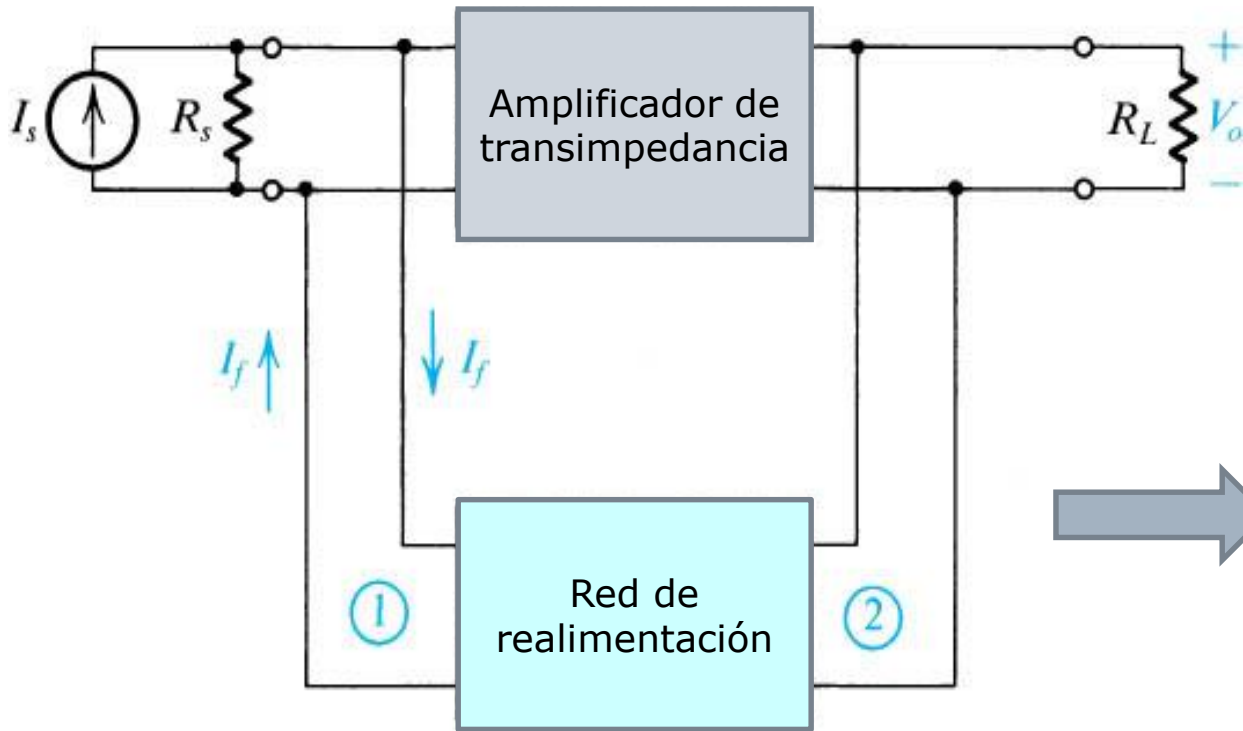 Amplificador de
transimpedancia
I_s
R_s
R_L
+
V_o
−
I_f
I_f
1
Red de
realimentación
2